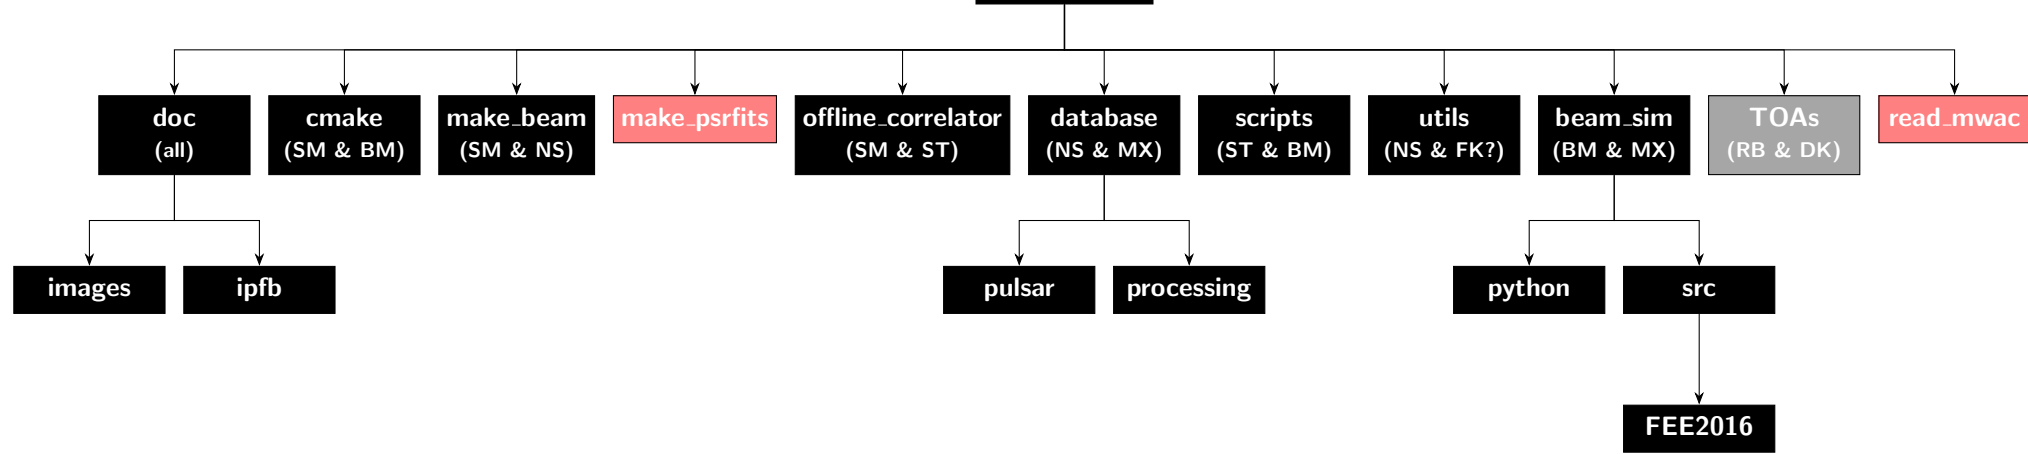 doc
(all)
cmake
(SM & BM)
make_beam
(SM & NS)
make_psrfits
offline_correlator
(SM & ST)
database
(NS & MX)
scripts
(ST & BM)
utils
(NS & FK?)
beam_sim
(BM & MX)
TOAs
(RB & DK)
read_mwac
images
ipfb
pulsar
processing
python
src
FEE2016